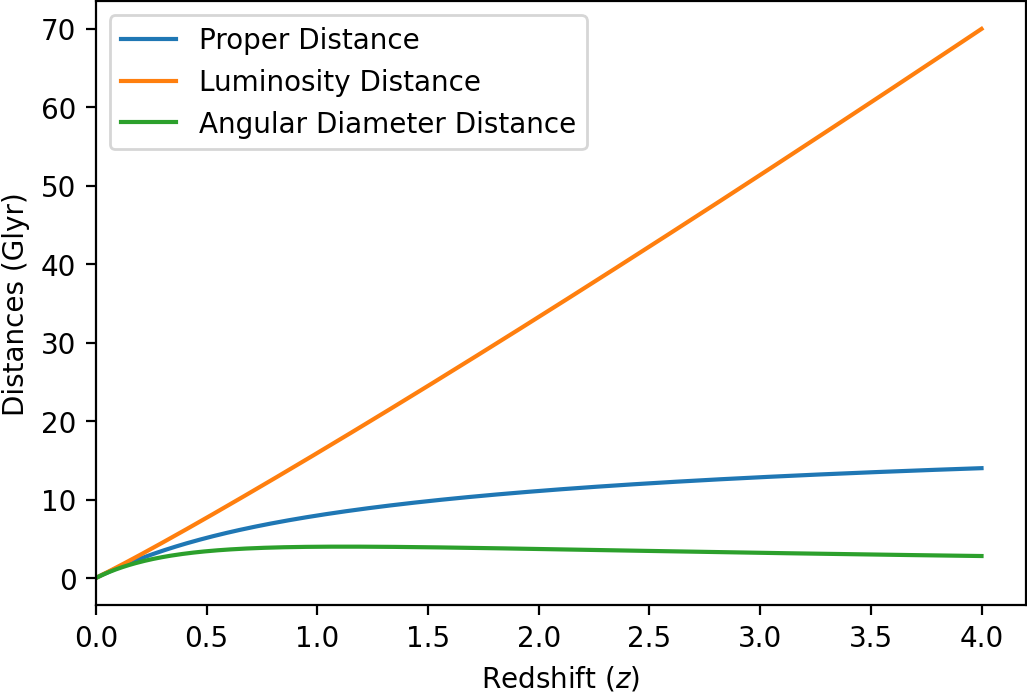 Proper Distance
Luminosity Distance
Angular Diameter Distance
Distances (Glyr)
70
60
50
40
30
20
10
0
0.0 0.5 1.0 1.5 2.0 2.5 3.0 3.5 4.0
Redshift (z)